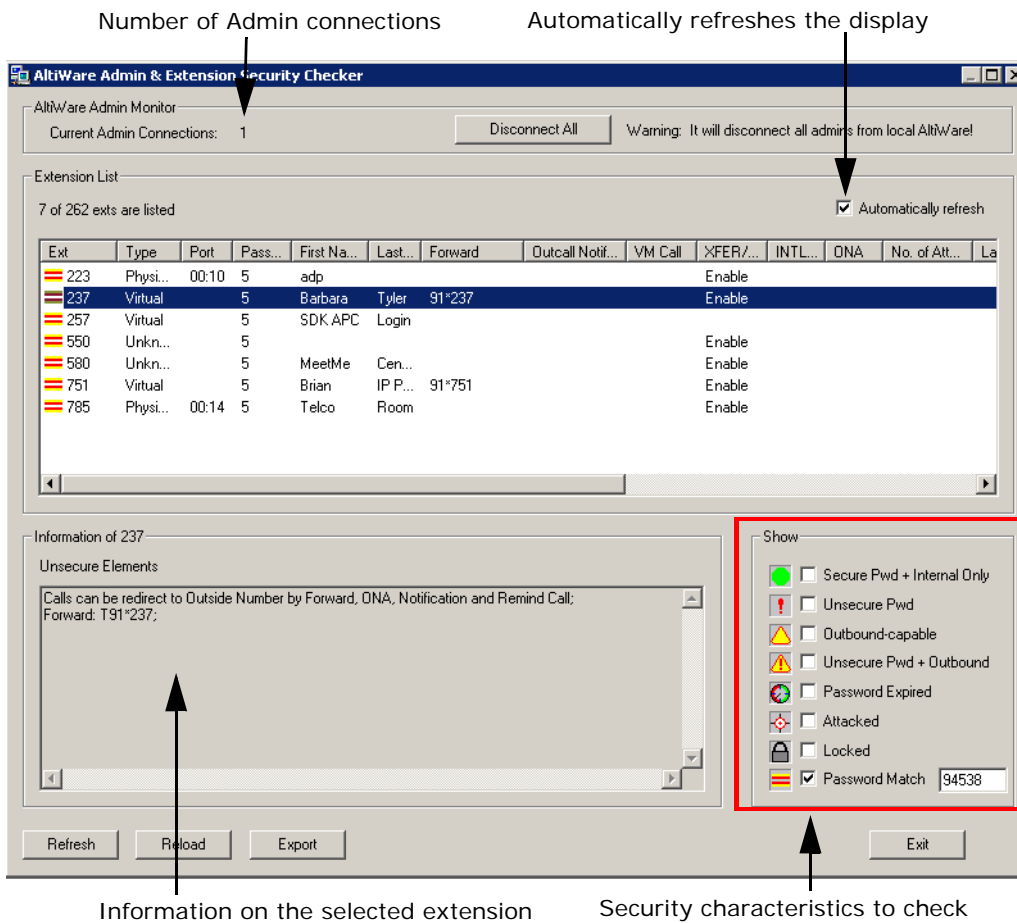 Number of Admin connections
Automatically refreshes the display
AltiWare Admin & Extension Security Checker
AltiWare Admin Monitor
Current Admin Connections: 1
Disconnect All
Warning: It will disconnect all admins from local AltiWare!
Extension List
7 of 262 exts are listed
Automatically refresh
Ext Type Port Pass... First Na... Last... Forward Outcall Notif... VM Call XFER/... INTL... ONA No. of Att... La
223 Physi... 00:10 5 adp Enable
237 Virtual 5 Barbara Tyler 91*237 Enable
257 Virtual 5 SDK APC Login
550 Unkn... 5 Enable
580 Unkn... 5 MeetMe Cen... Enable
751 Virtual 5 Brian IP P... 91*751 Enable
785 Physi... 00:14 5 Telco Room Enable
Information of 237
Unsecure Elements
Calls can be redirect to Outside Number by Forward, ONA, Notification and Remind Call;
Forward: T91*237;
Show
Secure Pwd + Internal Only
Unsecure Pwd
Outbound-capable
Unsecure Pwd + Outbound
Password Expired
Attacked
Locked
Password Match 94538
Refresh
Reload
Export
Exit
Information on the selected extension
Security characteristics to check